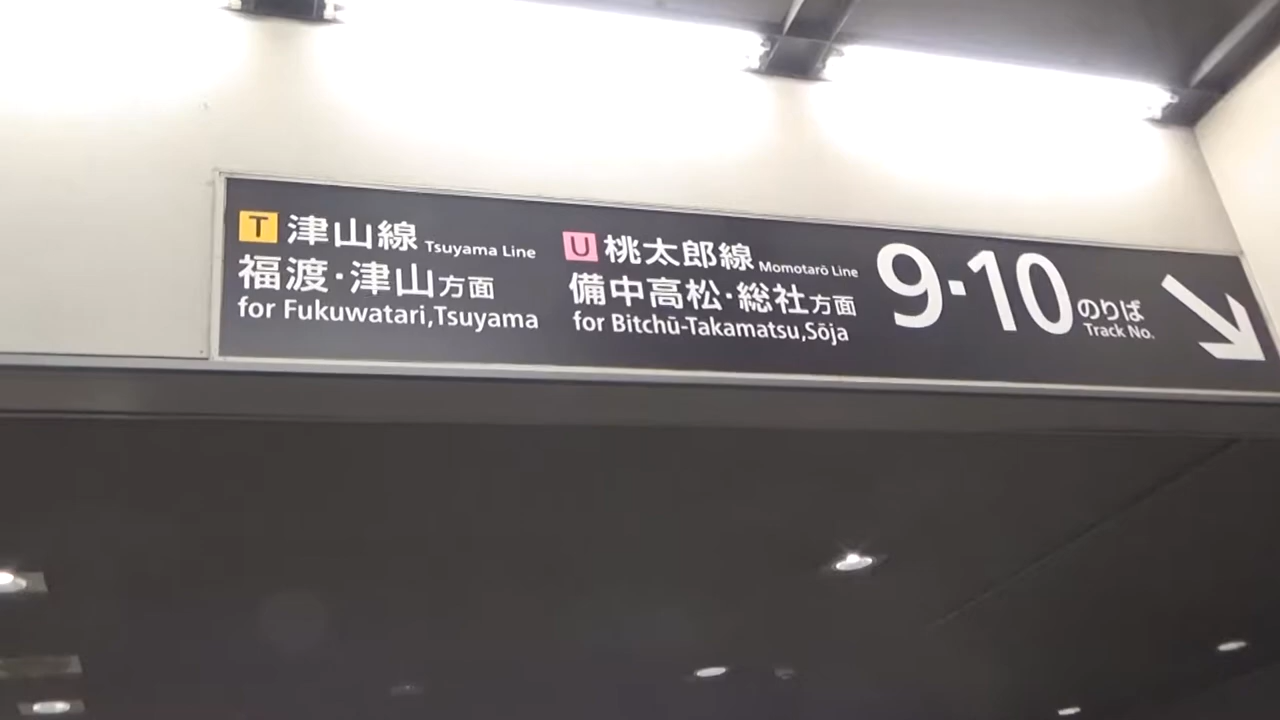 T 津山線 Tsuyama Line
福渡・津山方面
for Fukuwatari,Tsuyama
U 桃太郎線 Momotarō Line
備中高松・総社方面
for Bitchū-Takamatsu,Sōja
9・10 のりば
Track No.